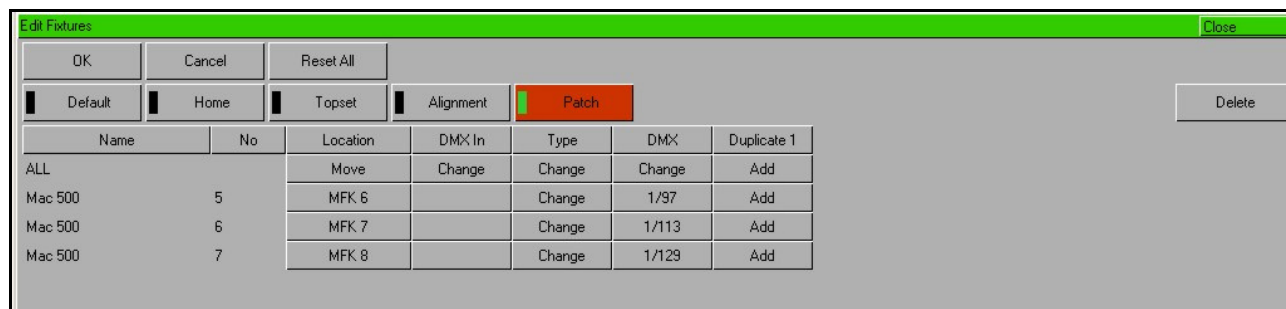 Edit Fixtures Close
OK Cancel Reset All
Default Home Topset Alignment Patch Delete
Name No Location DMX In Type DMX Duplicate 1
ALL Move Change Change Change Add
Mac 500 5 MFK 6 Change 1/97 Add
Mac 500 6 MFK 7 Change 1/113 Add
Mac 500 7 MFK 8 Change 1/129 Add